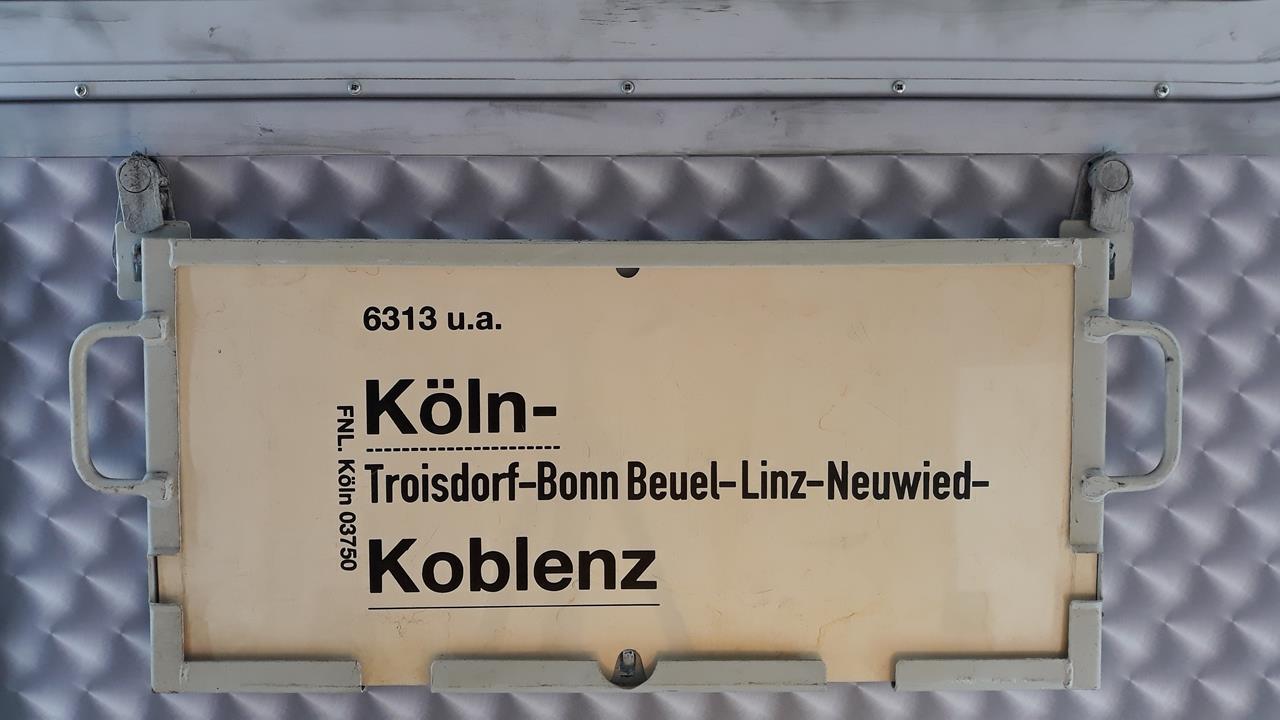 6313 u.a.
Köln-
Troisdorf-Bonn Beuel-Linz-Neuwied-
Koblenz
FNL. Köln 03750